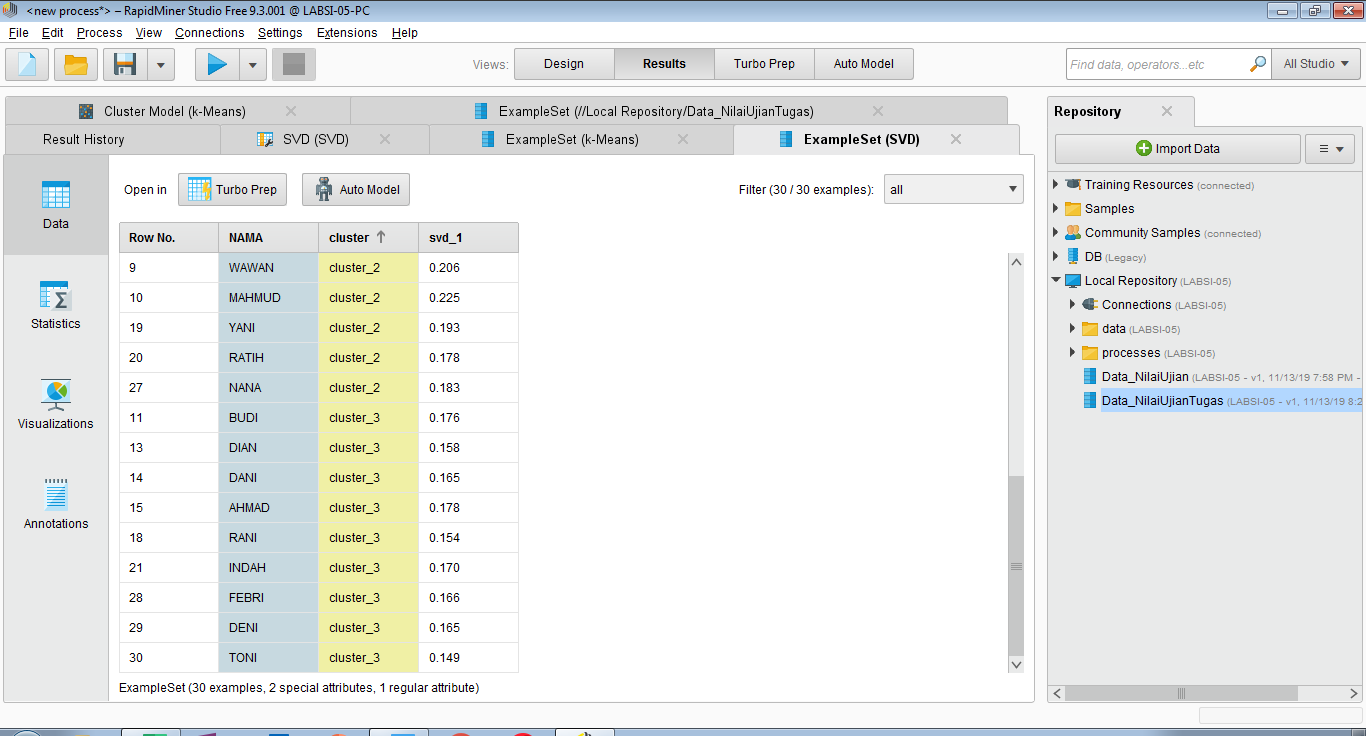 <new process*> – RapidMiner Studio Free 9.3.001 @ LABSI-05-PC
File Edit Process View Connections Settings Extensions Help
Views: Design Results Turbo Prep Auto Model Find data, operators...etc All Studio
Cluster Model (k-Means) ExampleSet (//Local Repository/Data_NilaiUjianTugas)
Result History SVD (SVD) ExampleSet (k-Means) ExampleSet (SVD)
Data
Statistics
Visualizations
Annotations
Open in Turbo Prep Auto Model Filter (30 / 30 examples): all
Row No. NAMA cluster svd_1
9 WAWAN cluster_2 0.206
10 MAHMUD cluster_2 0.225
19 YANI cluster_2 0.193
20 RATIH cluster_2 0.178
27 NANA cluster_2 0.183
11 BUDI cluster_3 0.176
13 DIAN cluster_3 0.158
14 DANI cluster_3 0.165
15 AHMAD cluster_3 0.178
18 RANI cluster_3 0.154
21 INDAH cluster_3 0.170
28 FEBRI cluster_3 0.166
29 DENI cluster_3 0.165
30 TONI cluster_3 0.149
ExampleSet (30 examples, 2 special attributes, 1 regular attribute)
Repository
Import Data
Training Resources (connected)
Samples
Community Samples (connected)
DB (Legacy)
Local Repository (LABSI-05)
Connections (LABSI-05)
data (LABSI-05)
processes (LABSI-05)
Data_NilaiUjian (LABSI-05 - v1, 11/13/19 7:58 PM -
Data_NilaiUjianTugas (LABSI-05 - v1, 11/13/19 8:2